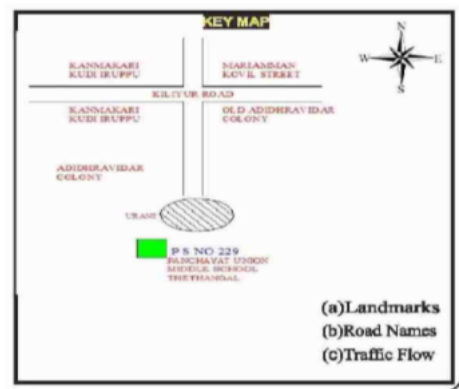 KEY MAP
N
KANMAKARI
KUDI IRUPPU
MARIAMMAN
KOVIL STREET
W
E
S
KILIYUR ROAD
KANMAKARI
KUDI IRUPPU
OLD ADIDHRAVIDAR
COLONY
ADIDHRAVIDAR
COLONY
URANI
P S NO 229
PANCHAYAT UNION
MIDDLE SCHOOL
THETHANGAL
(a)Landmarks
(b)Road Names
(c)Traffic Flow